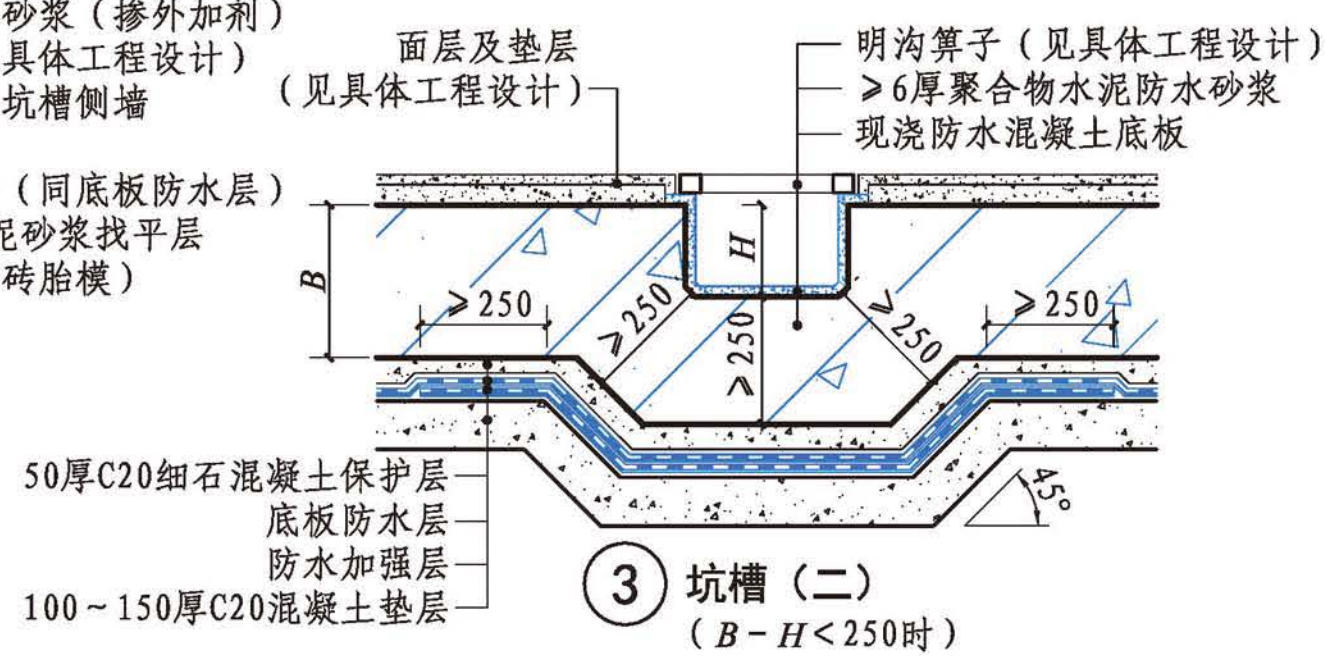 砂浆（掺外加剂）
具体工程设计）
坑槽侧墙
（同底板防水层）
泥砂浆找平层
砖胎模）
面层及垫层
（见具体工程设计）
明沟箅子（见具体工程设计）
≥6厚聚合物水泥防水砂浆
现浇防水混凝土底板
B
H
≥250
≥250
≥250
≥250
≥250
45°
50厚C20细石混凝土保护层
底板防水层
防水加强层
100～150厚C20混凝土垫层
3 坑槽（二）
（B－H＜250时）